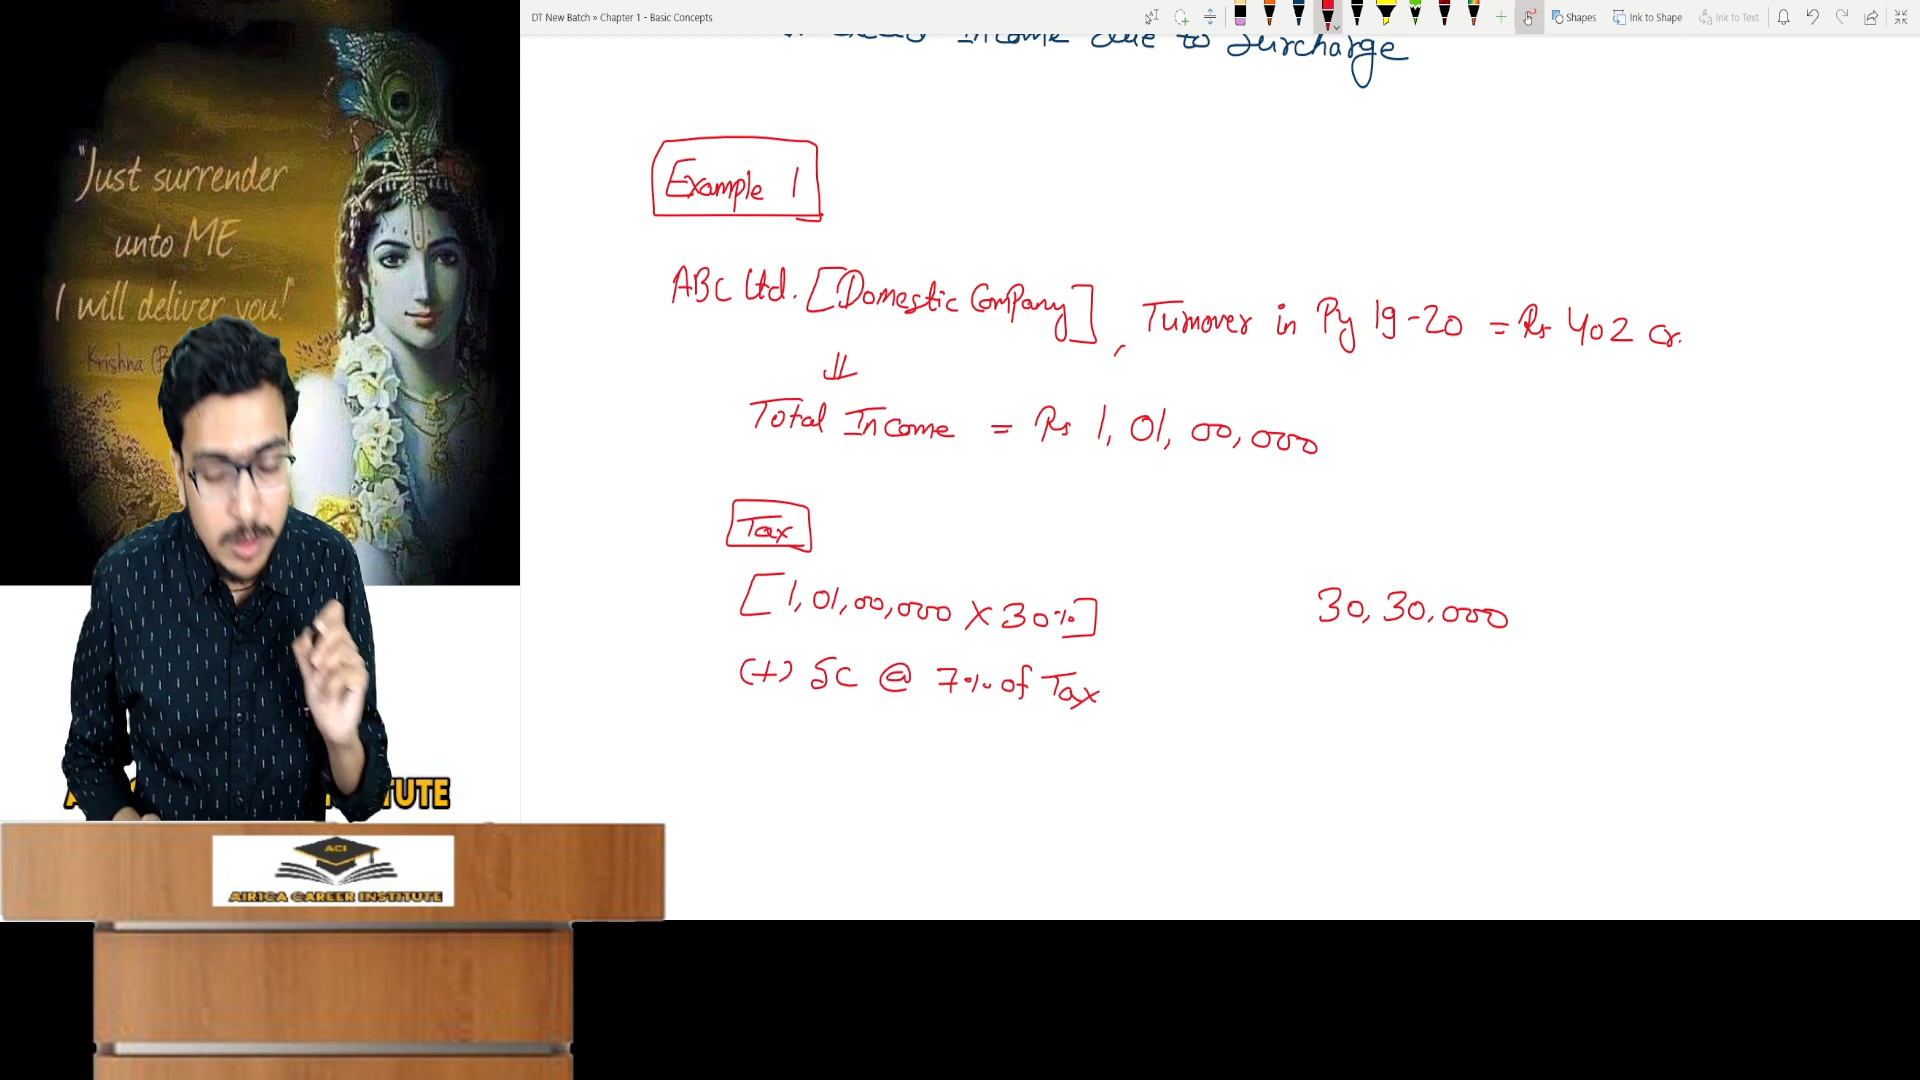 DT New Batch » Chapter 1 - Basic Concepts
Shapes
Ink to Shape
Ink to Text
Income due to Surcharge
"Just surrender
unto ME
I will deliver you!"
Krishna
Example 1
ABC Ltd. [Domestic Company], Turnover in Py 19-20 = Rs 402 Cr.
⇓
Total Income = Rs 1,01,00,000
Tax
[1,01,00,000 X 30%] 30,30,000
(+) SC @ 7% of Tax
TUTE
ACI
AIRICA CAREER INSTITUTE